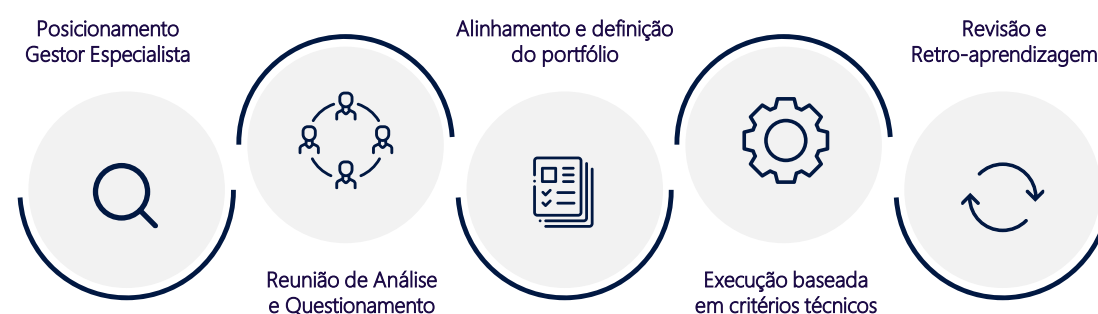 Posicionamento
Gestor Especialista
Reunião de Análise
e Questionamento
Alinhamento e definição
do portfólio
Execução baseada
em critérios técnicos
Revisão e
Retro-aprendizagem